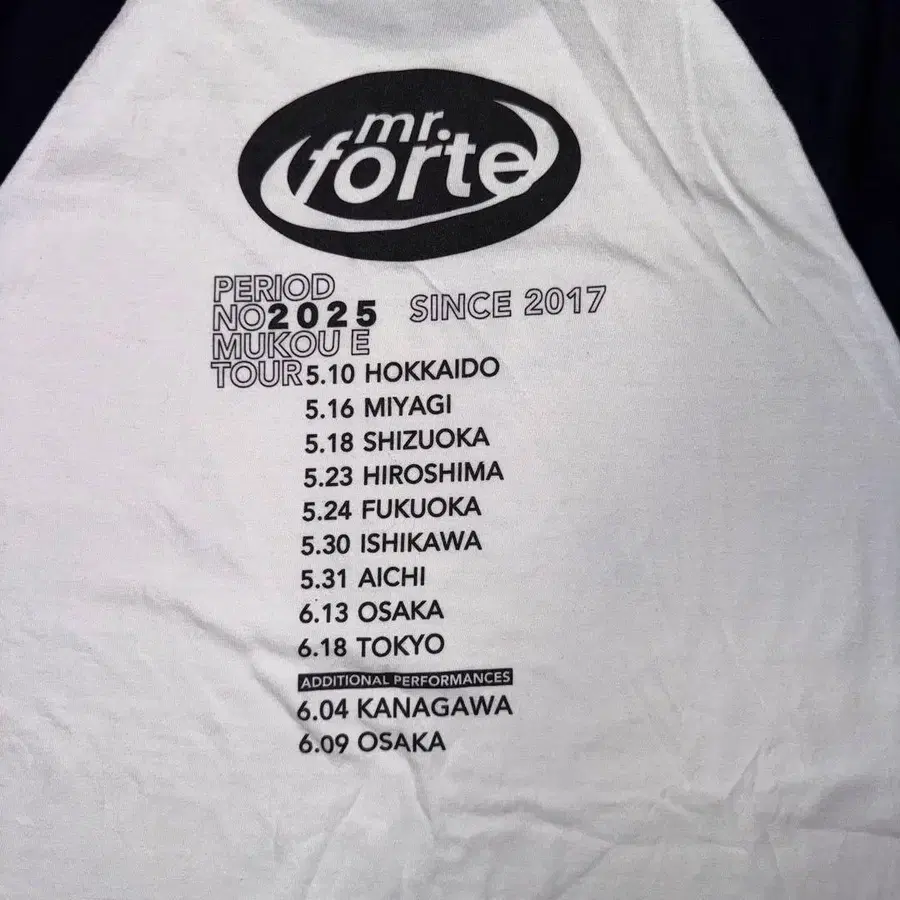 mr.
forte
PERIOD
NO2025 SINCE 2017
MUKOU E
TOUR5.10 HOKKAIDO
5.16 MIYAGI
5.18 SHIZUOKA
5.23 HIROSHIMA
5.24 FUKUOKA
5.30 ISHIKAWA
5.31 AICHI
6.13 OSAKA
6.18 TOKYO
ADDITIONAL PERFORMANCES
6.04 KANAGAWA
6.09 OSAKA